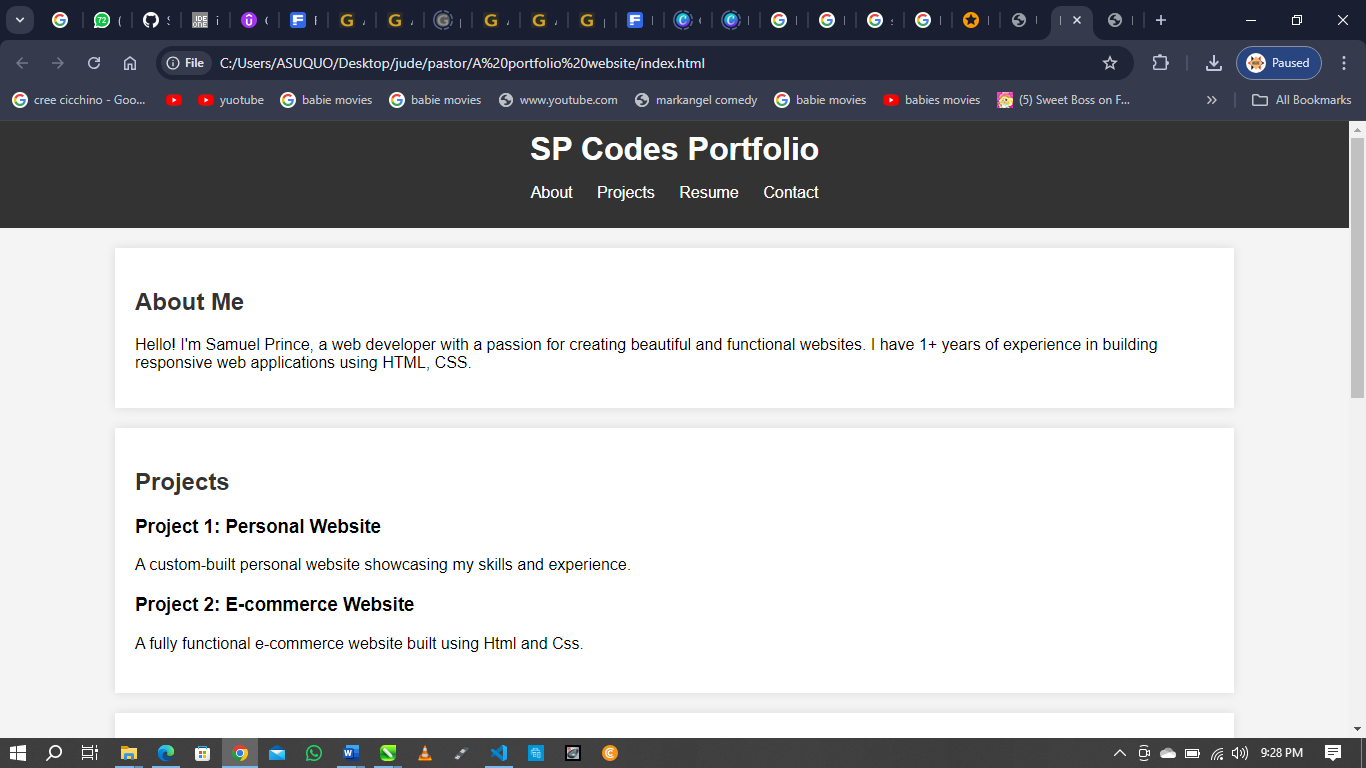 72
IDE
ONE
File
C:/Users/ASUQUO/Desktop/jude/pastor/A%20portfolio%20website/index.html
Paused
cree cicchino - Goo...
yuotube
babie movies
babie movies
www.youtube.com
markangel comedy
babie movies
babies movies
(5) Sweet Boss on F...
All Bookmarks
SP Codes Portfolio
About Projects Resume Contact
About Me
Hello! I'm Samuel Prince, a web developer with a passion for creating beautiful and functional websites. I have 1+ years of experience in building
responsive web applications using HTML, CSS.
Projects
Project 1: Personal Website
A custom-built personal website showcasing my skills and experience.
Project 2: E-commerce Website
A fully functional e-commerce website built using Html and Css.
9:28 PM